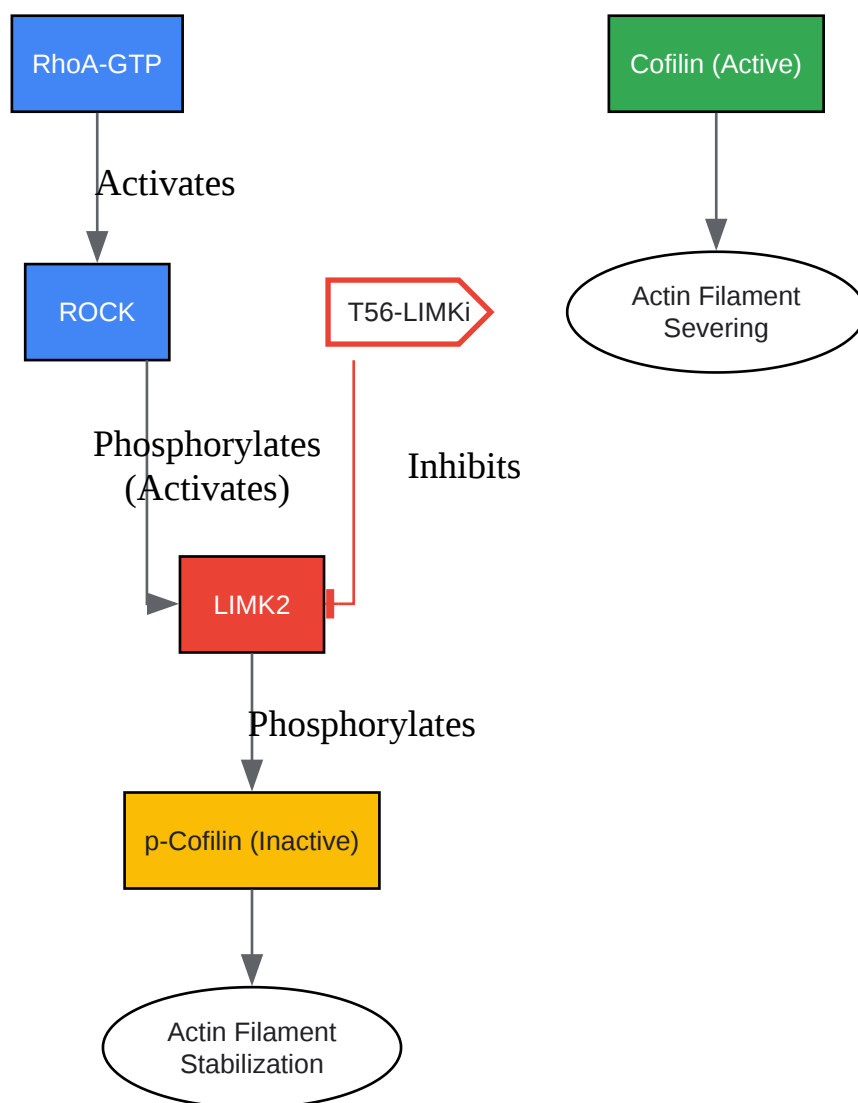 RhoA-GTP
Cofilin (Active)
Activates
ROCK
T56-LIMKi
Actin Filament
Severing
Phosphorylates
(Activates)
Inhibits
LIMK2
Phosphorylates
p-Cofilin (Inactive)
Actin Filament
Stabilization